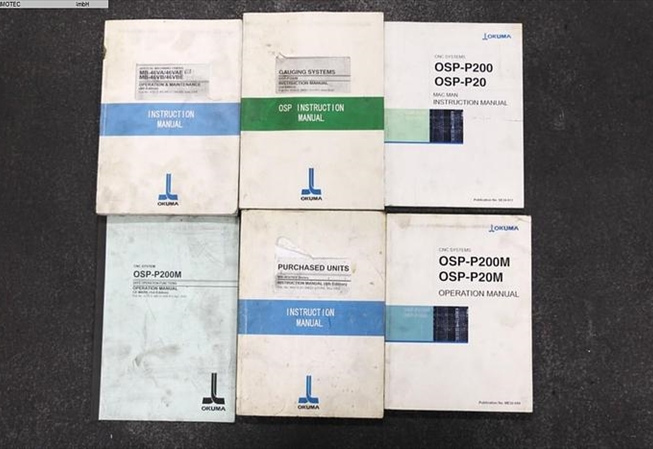 MOTEC mbH
MB-46VA/46VAE
MB-46VB/46VBE
OPERATION & MAINTENANCE
INSTRUCTION
MANUAL
OKUMA
GAUGING SYSTEMS
INSTRUCTION MANUAL
OSP INSTRUCTION
MANUAL
OKUMA
OKUMA
CNC SYSTEMS
OSP-P200
OSP-P20
MAC MAN
INSTRUCTION MANUAL
CNC SYSTEM
OSP-P200M
OPERATION MANUAL
OKUMA
PURCHASED UNITS
INSTRUCTION MANUAL
INSTRUCTION
MANUAL
OKUMA
OKUMA
CNC SYSTEMS
OSP-P200M
OSP-P20M
OPERATION MANUAL